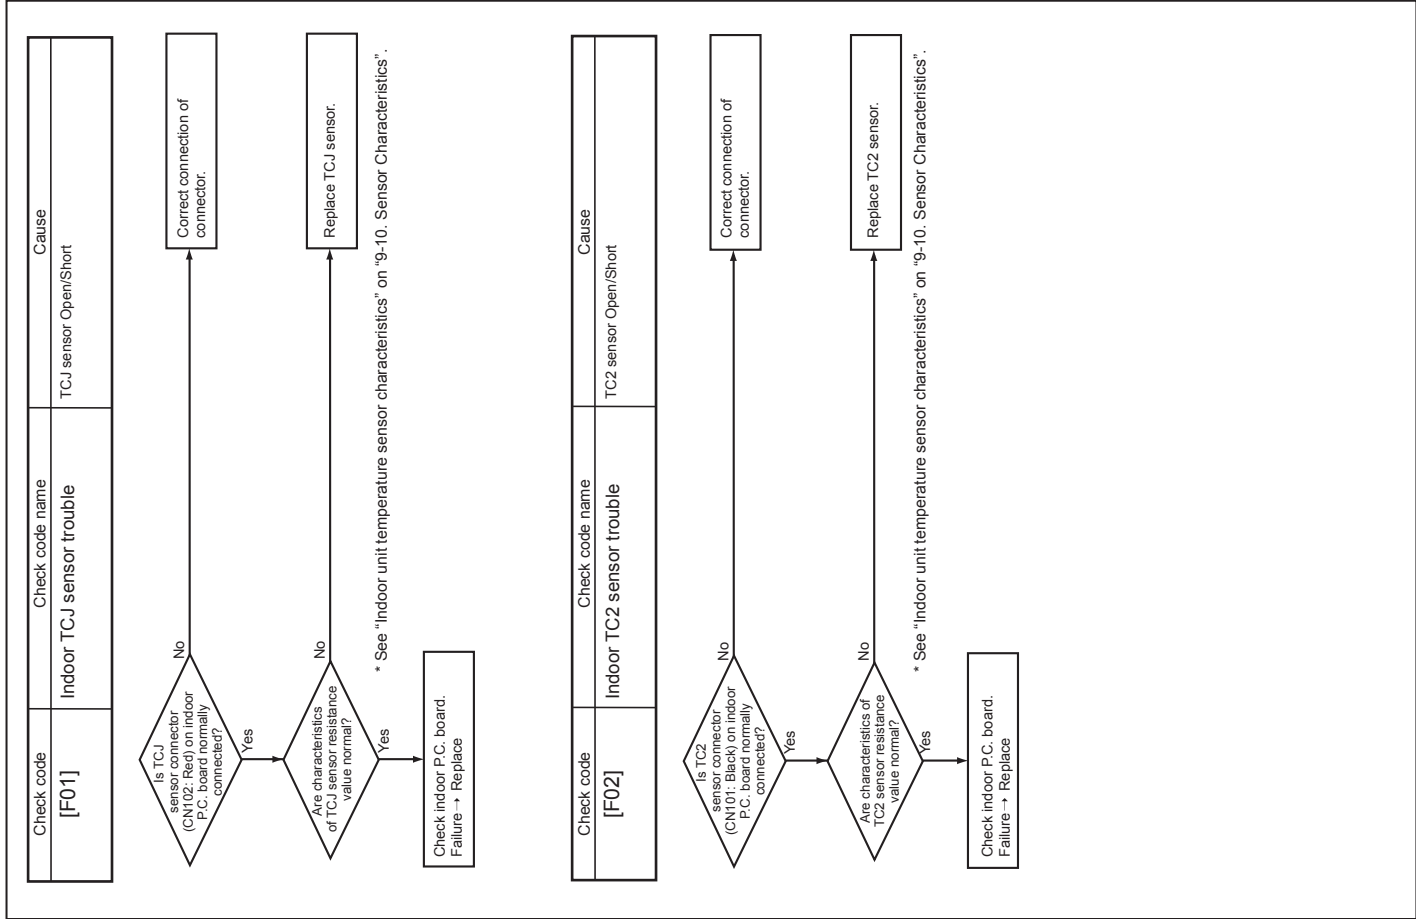 Check code
Check code name
Cause
[F01]
Indoor TCJ sensor trouble
TCJ sensor Open/Short
Is TCJ
sensor connector
(CN102: Red) on indoor
P.C. board normally
connected?
No
Correct connection of
connector.
Yes
Are characteristics
of TCJ sensor resistance
value normal?
No
Replace TCJ sensor.
Yes
* See “Indoor unit temperature sensor characteristics” on “9-10. Sensor Characteristics”.
Check indoor P.C. board.
Failure → Replace
Check code
Check code name
Cause
[F02]
Indoor TC2 sensor trouble
TC2 sensor Open/Short
Is TC2
sensor connector
(CN101: Black) on indoor
P.C. board normally
connected?
No
Correct connection of
connector.
Yes
Are characteristics of
TC2 sensor resistance
value normal?
No
Replace TC2 sensor.
Yes
* See “Indoor unit temperature sensor characteristics” on “9-10. Sensor Characteristics”.
Check indoor P.C. board.
Failure → Replace